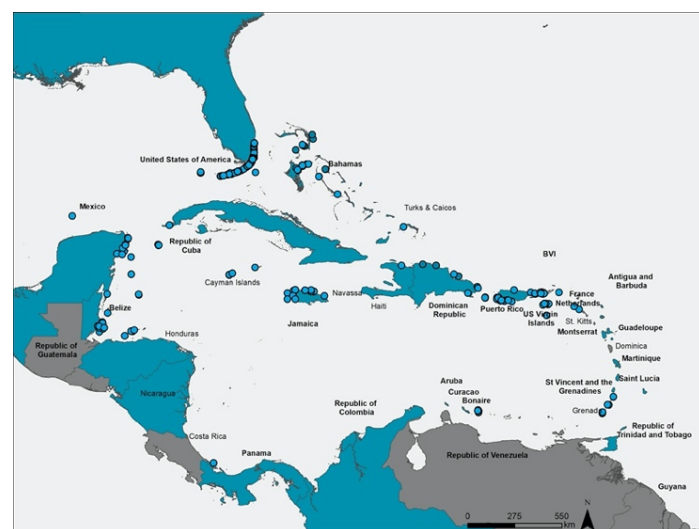 United States of America
Bahamas
Mexico
Turks & Caicos
Republic of
Cuba
BVI
Cayman Islands
Navassa
Haiti
Antigua and
Barbuda
France
Netherlands
Belize
Jamaica
Dominican
Republic
Puerto Rico
US Virgin
Islands
St. Kitts
Montserrat
Guadeloupe
Honduras
Republic of
Guatemala
Dominica
Martinique
Aruba
Curacao
Bonaire
St Vincent and the
Grenadines
Saint Lucia
Nicaragua
Republic of
Colombia
Grenad
Republic of
Trinidad and Tobago
Costa Rica
Panama
Republic of Venezuela
Guyana
N
0 275 550
km